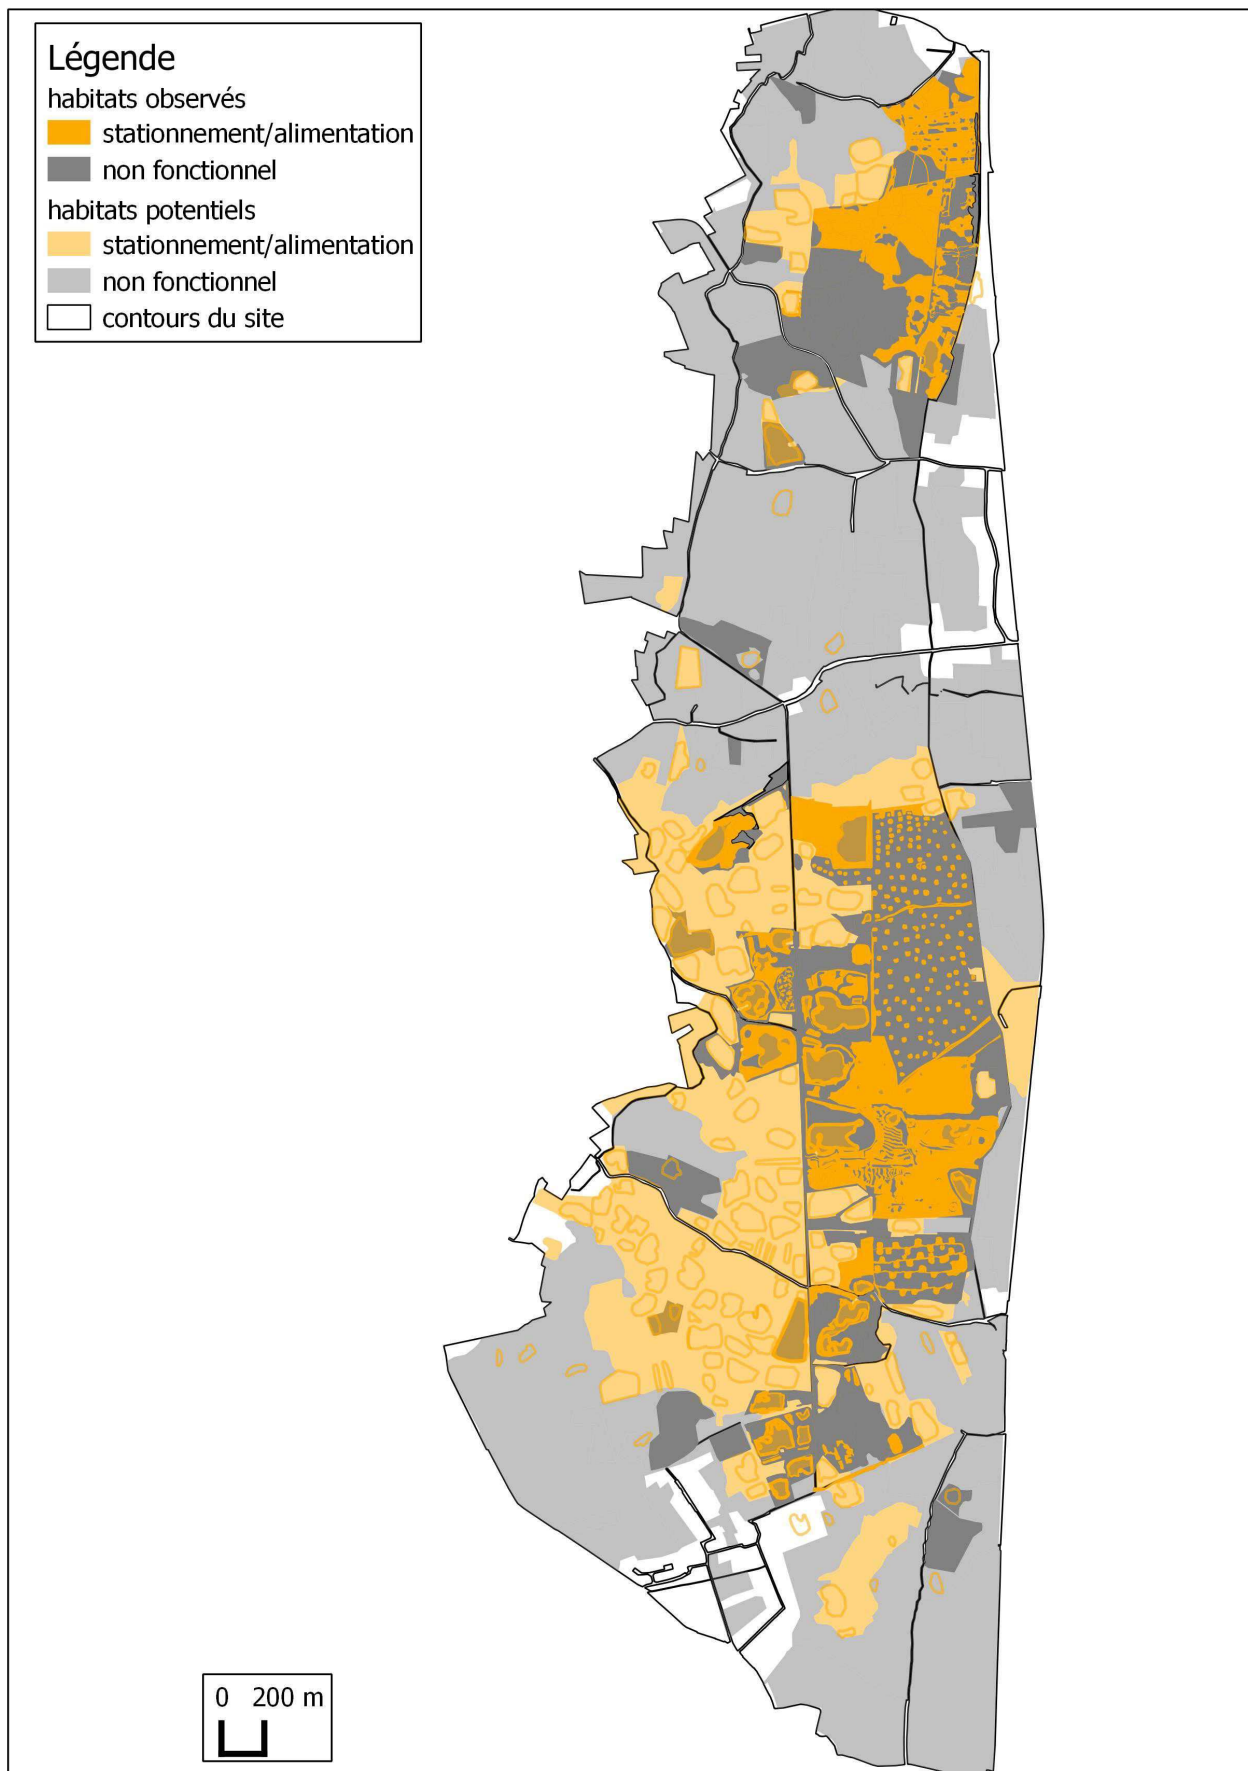 Légende
habitats observés
stationnement/alimentation
non fonctionnel
habitats potentiels
stationnement/alimentation
non fonctionnel
contours du site
0 200 m